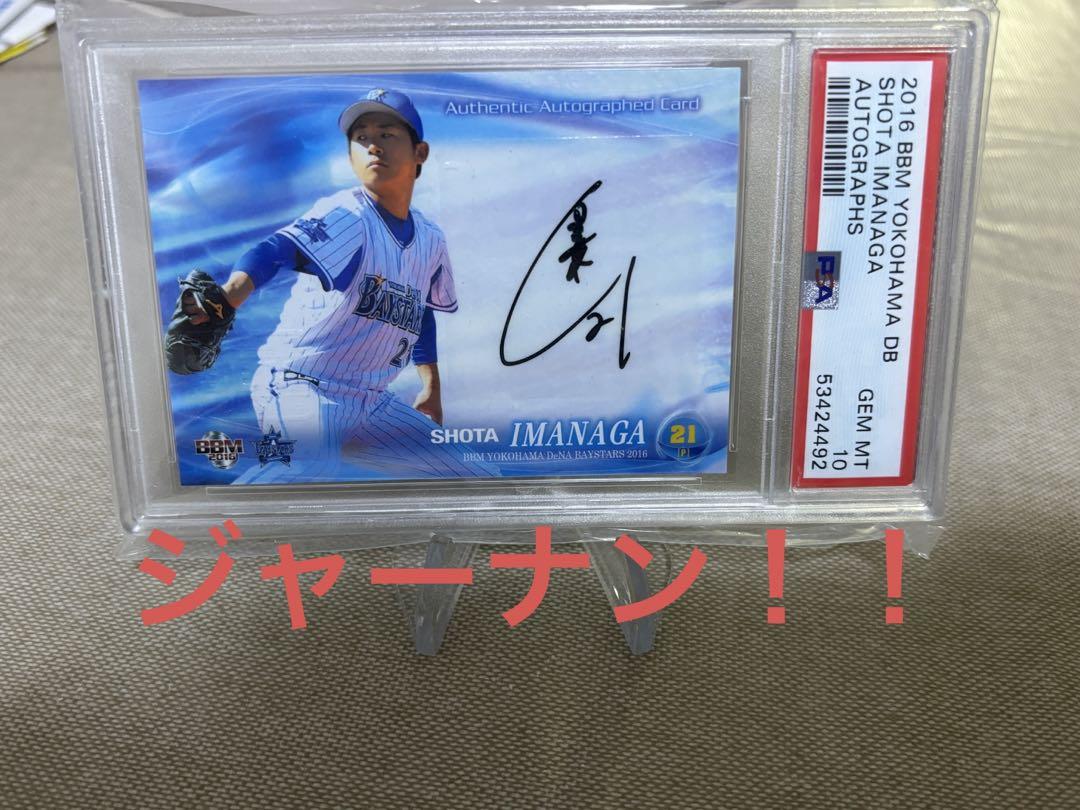 Authentic Autographed Card
BAYSTARS
SHOTA IMANAGA 21
P
BBM YOKOHAMA DeNA BAYSTARS 2016
BBM
2016
2016 BBM YOKOHAMA DB
SHOTA IMANAGA
AUTOGRAPHS
GEM MT
10
53424492
PSA
ジャーナン！！